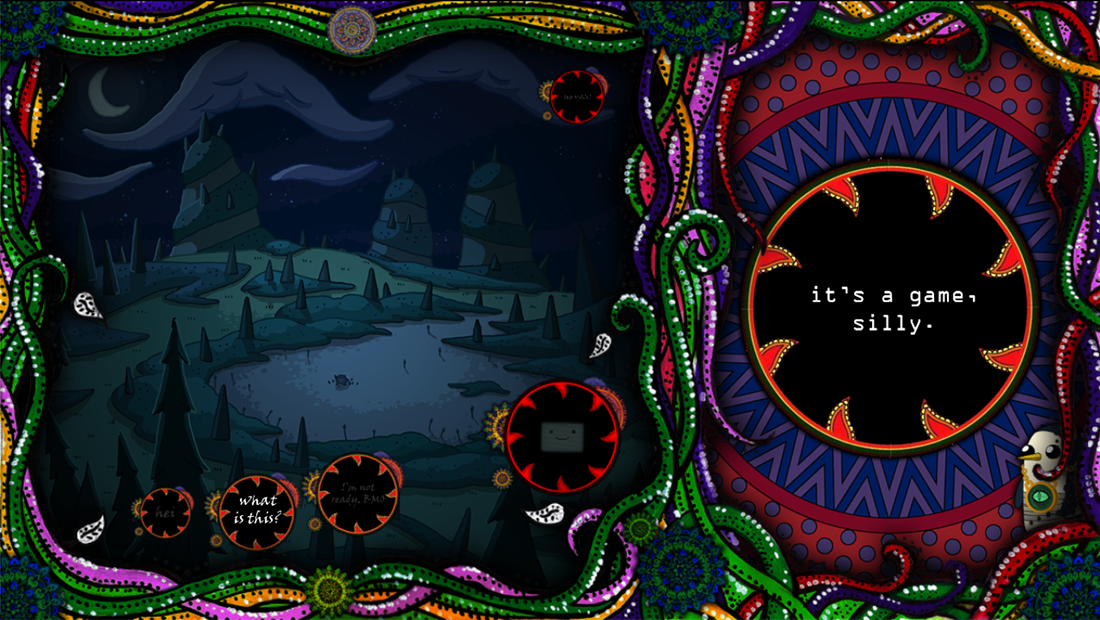 it's a game,
silly.
hei
what
is this?
I'm not
ready, BMO